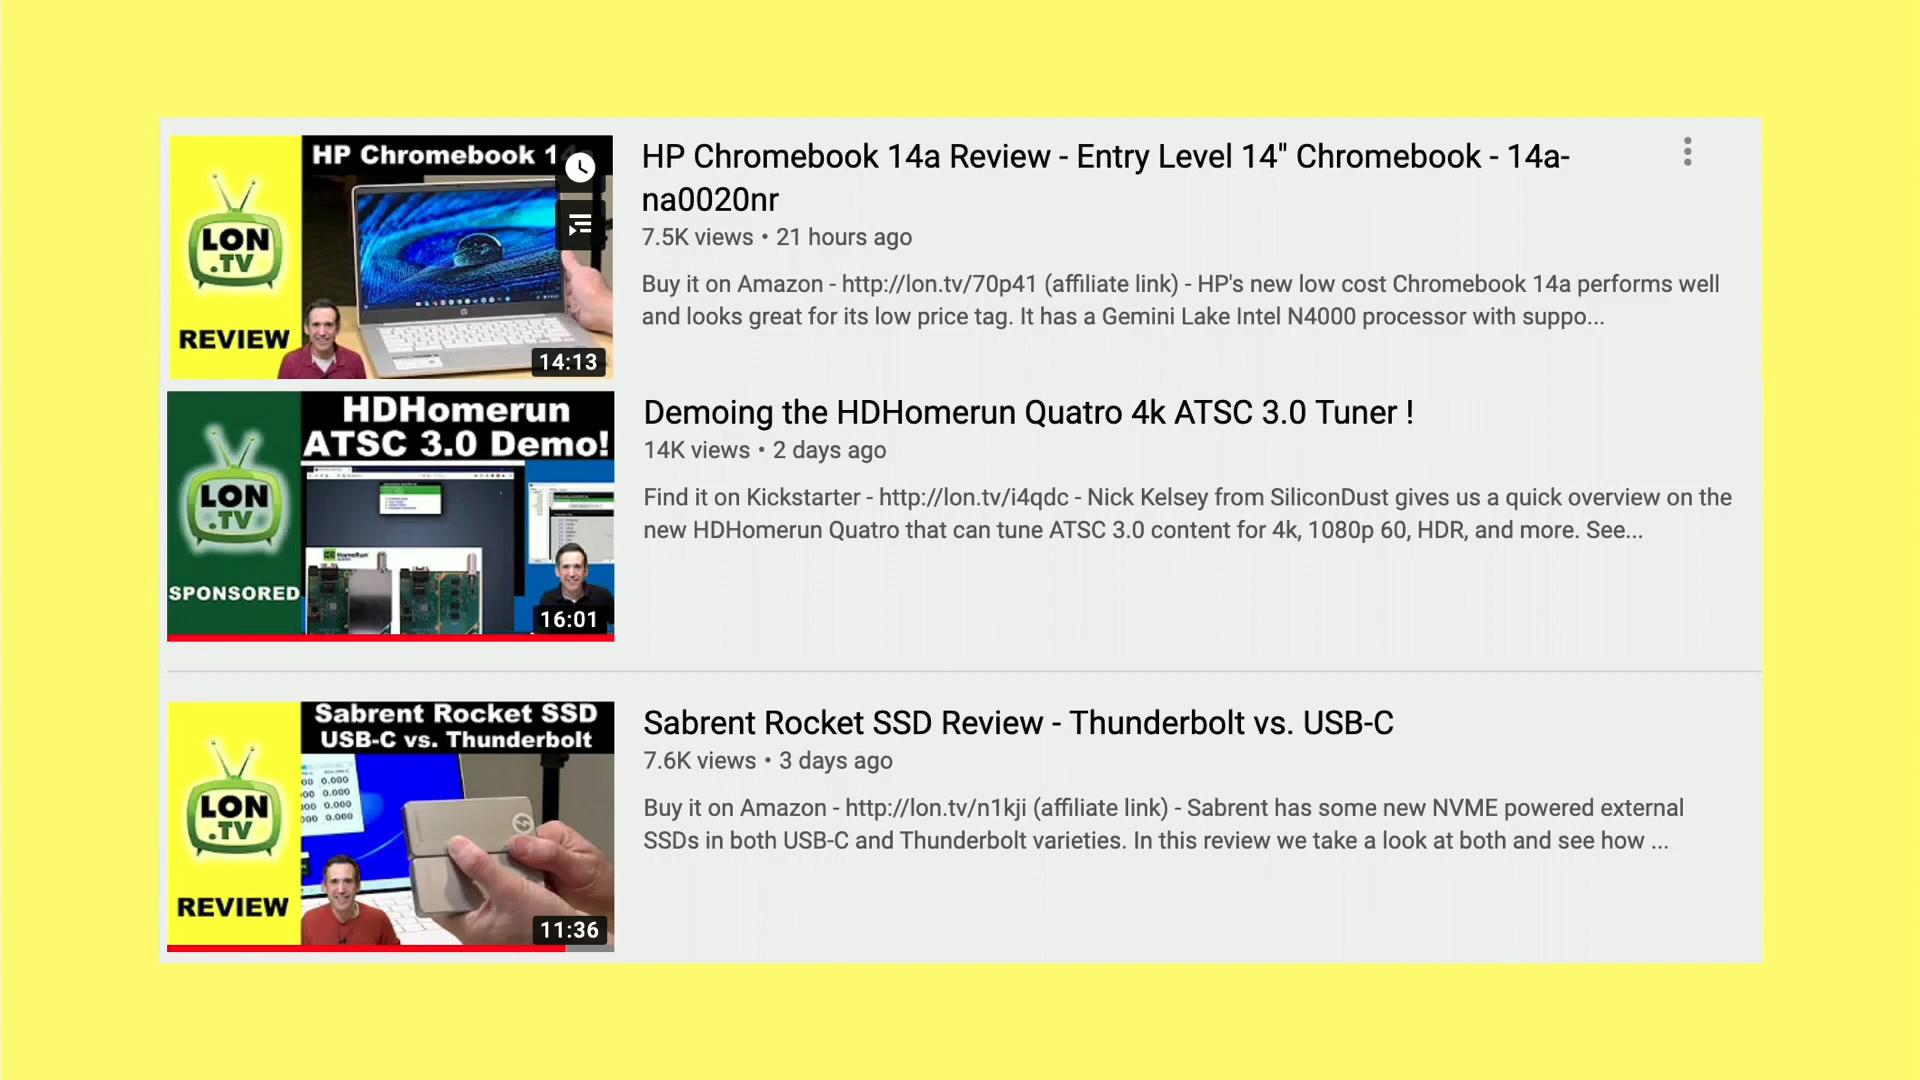 HP Chromebook 14
LON
.TV
REVIEW
14:13
HP Chromebook 14a Review - Entry Level 14" Chromebook - 14a-
na0020nr
7.5K views • 21 hours ago
Buy it on Amazon - http://lon.tv/70p41 (affiliate link) - HP's new low cost Chromebook 14a performs well
and looks great for its low price tag. It has a Gemini Lake Intel N4000 processor with suppo...
HDHomerun
ATSC 3.0 Demo!
LON
.TV
SPONSORED
16:01
Demoing the HDHomerun Quatro 4k ATSC 3.0 Tuner !
14K views • 2 days ago
Find it on Kickstarter - http://lon.tv/i4qdc - Nick Kelsey from SiliconDust gives us a quick overview on the
new HDHomerun Quatro that can tune ATSC 3.0 content for 4k, 1080p 60, HDR, and more. See...
Sabrent Rocket SSD
USB-C vs. Thunderbolt
LON
.TV
REVIEW
11:36
Sabrent Rocket SSD Review - Thunderbolt vs. USB-C
7.6K views • 3 days ago
Buy it on Amazon - http://lon.tv/n1kji (affiliate link) - Sabrent has some new NVME powered external
SSDs in both USB-C and Thunderbolt varieties. In this review we take a look at both and see how ...